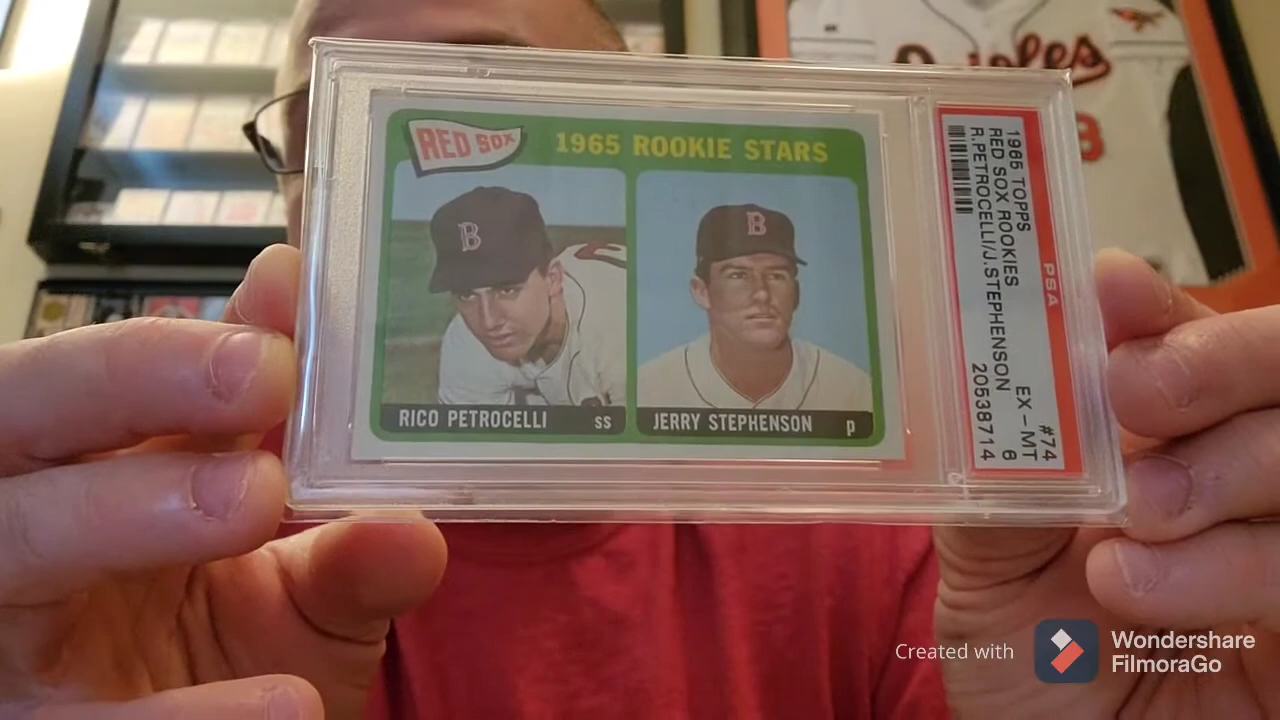 RED SOX
1965 ROOKIE STARS
B
B
RICO PETROCELLI ss
JERRY STEPHENSON p
1965 TOPPS #74
RED SOX ROOKIES EX - MT
R.PETROCELLI/J.STEPHENSON 6
20538714
PSA
Orioles
Created with
Wondershare
FilmoraGo